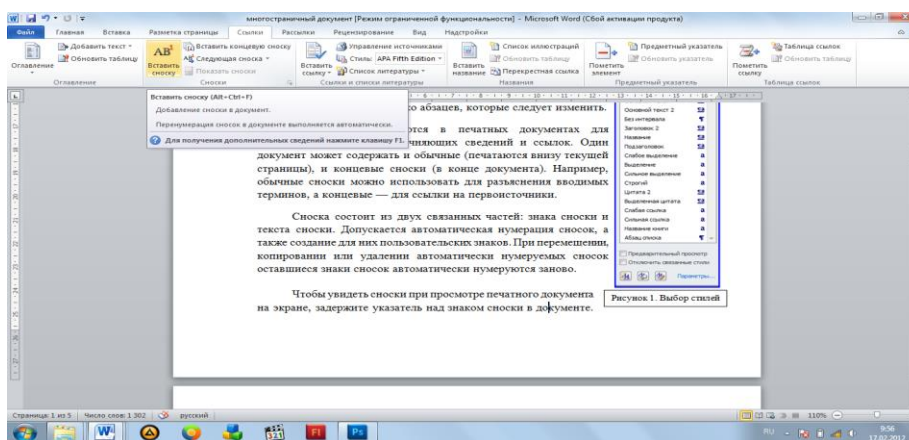 многостраничный документ [Режим ограниченной функциональности] - Microsoft Word (Сбой активации продукта)
Файл Главная Вставка Разметка страницы Ссылки Рассылки Рецензирование Вид Надстройки
Оглавление
Добавить текст
Обновить таблицу
Оглавление
AB¹
Вставить сноску
Вставить концевую сноску
Следующая сноска
Показать сноски
Сноски
Вставить ссылку
Управление источниками
Стиль: APA Fifth Edition
Список литературы
Ссылки и списки литературы
Вставить название
Список иллюстраций
Обновить таблицу
Перекрестная ссылка
Названия
Пометить элемент
Предметный указатель
Обновить указатель
Предметный указатель
Пометить ссылку
Таблица ссылок
Обновить таблицу
Таблица ссылок
Вставить сноску (Alt+Ctrl+F)
Добавление сноски в документ.
Перенумерация сносок в документе выполняется автоматически.
Для получения дополнительных сведений нажмите клавишу F1.
о абзацев, которые следует изменить.
тся в печатных документах для
чняющих сведений и ссылок. Один
документ может содержать и обычные (печатаются внизу текущей
страницы), и концевые сноски (в конце документа). Например,
обычные сноски можно использовать для разъяснения вводимых
терминов, а концевые — для ссылки на первоисточники.
Сноска состоит из двух связанных частей: знака сноски и
текста сноски. Допускается автоматическая нумерация сносок, а
также создание для них пользовательских знаков. При перемещении,
копировании или удалении автоматически нумеруемых сносок
оставшиеся знаки сносок автоматически нумеруются заново.
Чтобы увидеть сноски при просмотре печатного документа
на экране, задержите указатель над знаком сноски в документе.
Основной текст 2
Без интервала
Заголовок 2
Название
Подзаголовок
Слабое выделение
Выделение
Сильное выделение
Строгий
Цитата 2
Выделенная цитата
Слабая ссылка
Сильная ссылка
Название книги
Абзац списка
Предварительный просмотр
Отключить связанные стили
Параметры...
Рисунок 1. Выбор стилей
Страница: 1 из 5 Число слов: 1 302 русский 110%
RU 9:56
17.02.2013